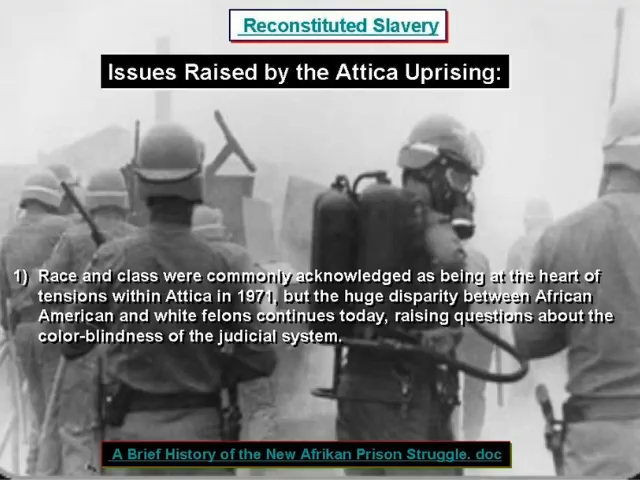 Reconstituted Slavery
Issues Raised by the Attica Uprising:
1) Race and class were commonly acknowledged as being at the heart of
tensions within Attica in 1971, but the huge disparity between African
American and white felons continues today, raising questions about the
color-blindness of the judicial system.
A Brief History of the New Afrikan Prison Struggle. doc